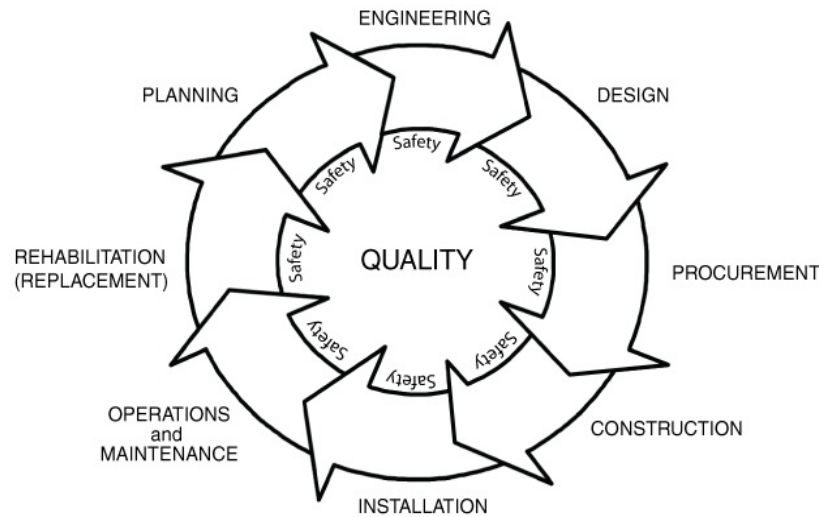 ENGINEERING
PLANNING
DESIGN
Safety
Safety
Safety
REHABILITATION
(REPLACEMENT)
Safety
QUALITY
Safety
PROCUREMENT
Safety
Safety
Safety
OPERATIONS
and
MAINTENANCE
CONSTRUCTION
INSTALLATION